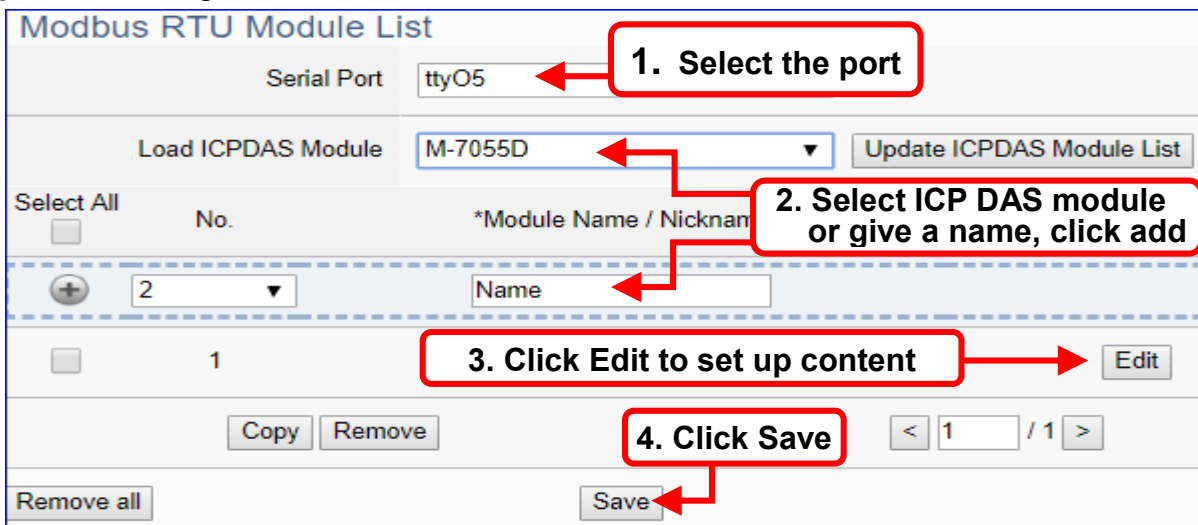 Modbus RTU Module List
Serial Port ttyO5
1. Select the port
Load ICPDAS Module M-7055D ▼ Update ICPDAS Module List
Select All No. *Module Name /
2. Select ICP DAS module
or give a name, click add
2 ▼ Name
1 3. Click Edit to set up content Edit
Copy Remove 4. Click Save < 1 / 1 >
Remove all Save